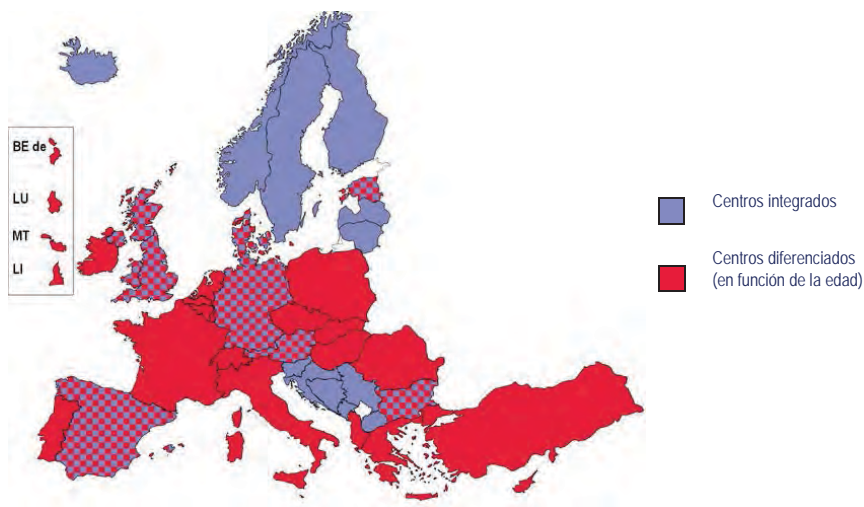 BE de
LU
MT
LI
Centros integrados
Centros diferenciados
(en función de la edad)